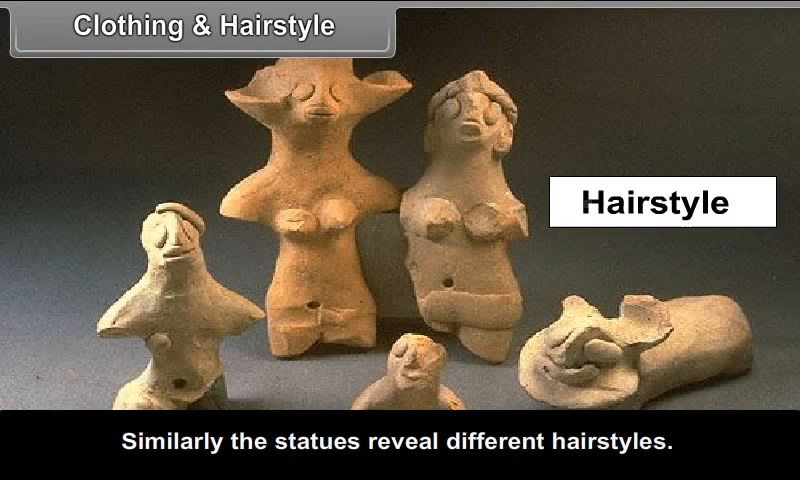 Clothing & Hairstyle
Hairstyle
Similarly the statues reveal different hairstyles.